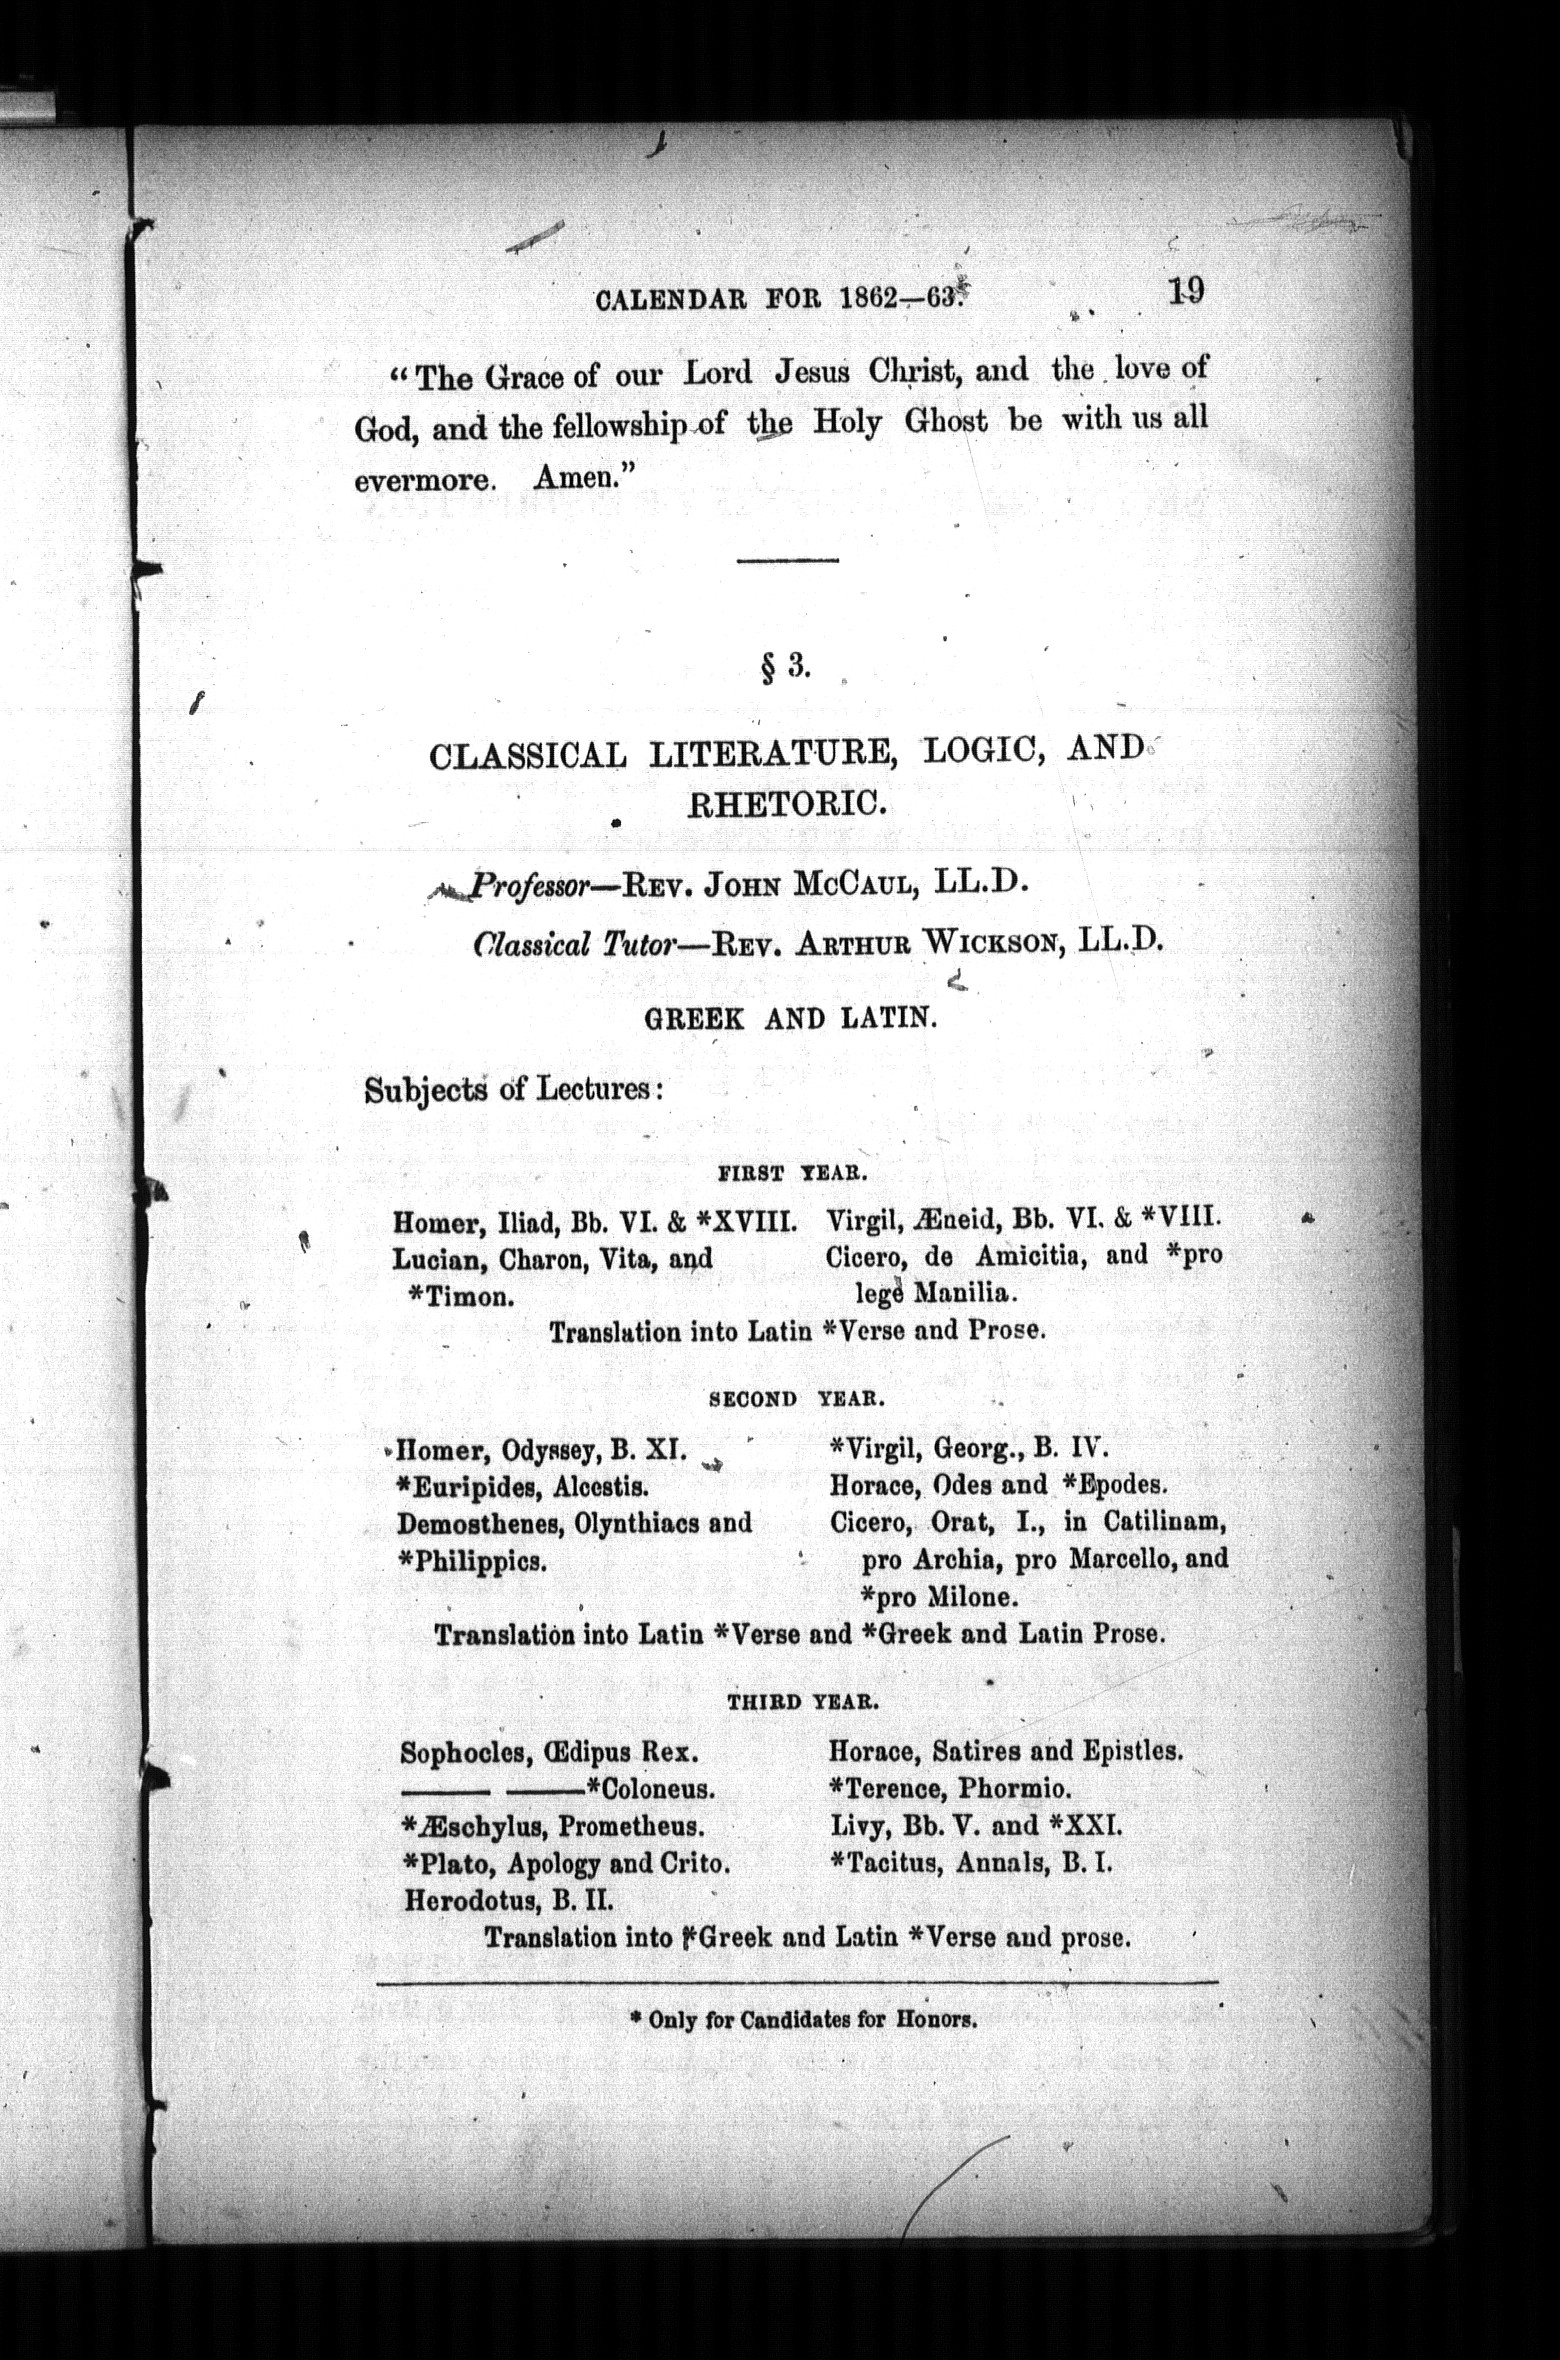 CALENDAR FOR 1862—63. 19
“The Grace of our Lord Jesus Christ, and the love of
God, and the fellowship of the Holy Ghost be with us all
evermore. Amen.”
§ 3.
CLASSICAL LITERATURE, LOGIC, AND
RHETORIC.
Professor—REV. JOHN MCCAUL, LL.D.
Classical Tutor—REV. ARTHUR WICKSON, LL.D.
GREEK AND LATIN.
Subjects of Lectures:
FIRST YEAR.
Homer, Iliad, Bb. VI. & *XVIII.
Lucian, Charon, Vita, and
*Timon.
Virgil, Æneid, Bb. VI. & *VIII.
Cicero, de Amicitia, and *pro
lege Manilia.
Translation into Latin *Verse and Prose.
SECOND YEAR.
Homer, Odyssey, B. XI.
*Euripides, Alcestis.
Demosthenes, Olynthiacs and
*Philippics.
*Virgil, Georg., B. IV.
Horace, Odes and *Epodes.
Cicero, Orat, I., in Catilinam,
pro Archia, pro Marcello, and
*pro Milone.
Translation into Latin *Verse and *Greek and Latin Prose.
THIRD YEAR.
Sophocles, Œdipus Rex.
——— ———*Coloneus.
*Æschylus, Prometheus.
*Plato, Apology and Crito.
Herodotus, B. II.
Horace, Satires and Epistles.
*Terence, Phormio.
Livy, Bb. V. and *XXI.
*Tacitus, Annals, B. I.
Translation into *Greek and Latin *Verse and prose.
* Only for Candidates for Honors.